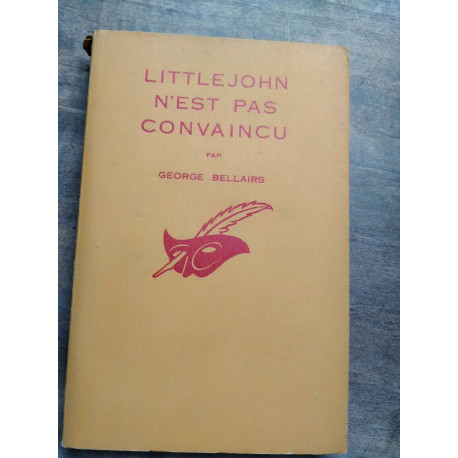 LITTLEJOHN
N'EST PAS
CONVAINCU
PAR
GEORGE BELLAIRS